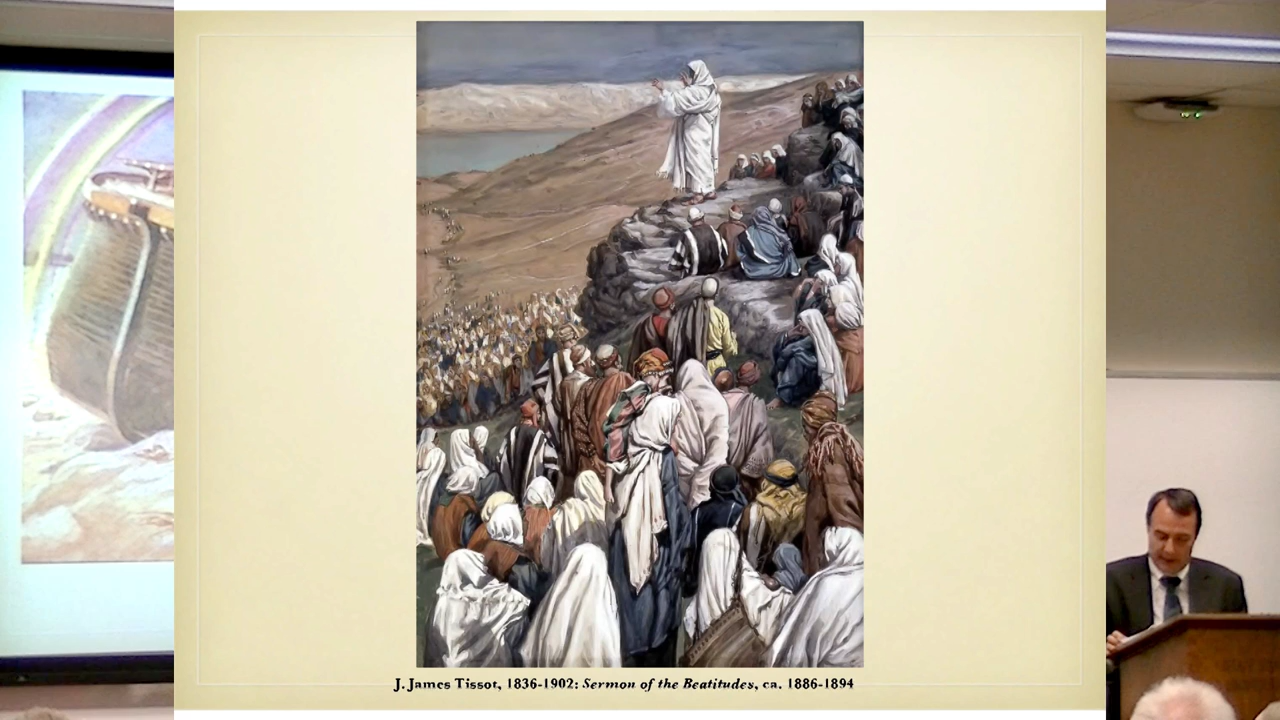 J. James Tissot, 1836-1902: Sermon of the Beatitudes, ca. 1886-1894